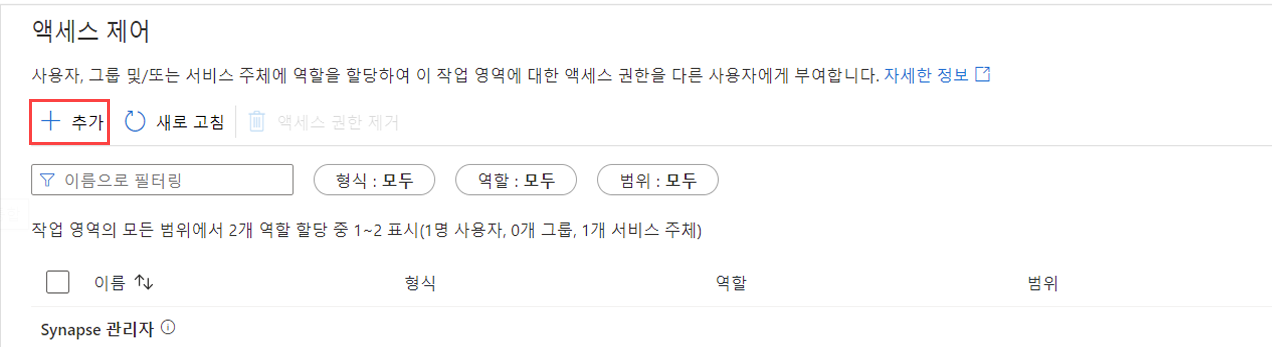 액세스 제어
사용자, 그룹 및/또는 서비스 주체에 역할을 할당하여 이 작업 영역에 대한 액세스 권한을 다른 사용자에게 부여합니다. 자세한 정보
추가 새로 고침 액세스 권한 제거
이름으로 필터링 형식 : 모두 역할 : 모두 범위 : 모두
작업 영역의 모든 범위에서 2개 역할 할당 중 1~2 표시(1명 사용자, 0개 그룹, 1개 서비스 주체)
이름 형식 역할 범위
Synapse 관리자